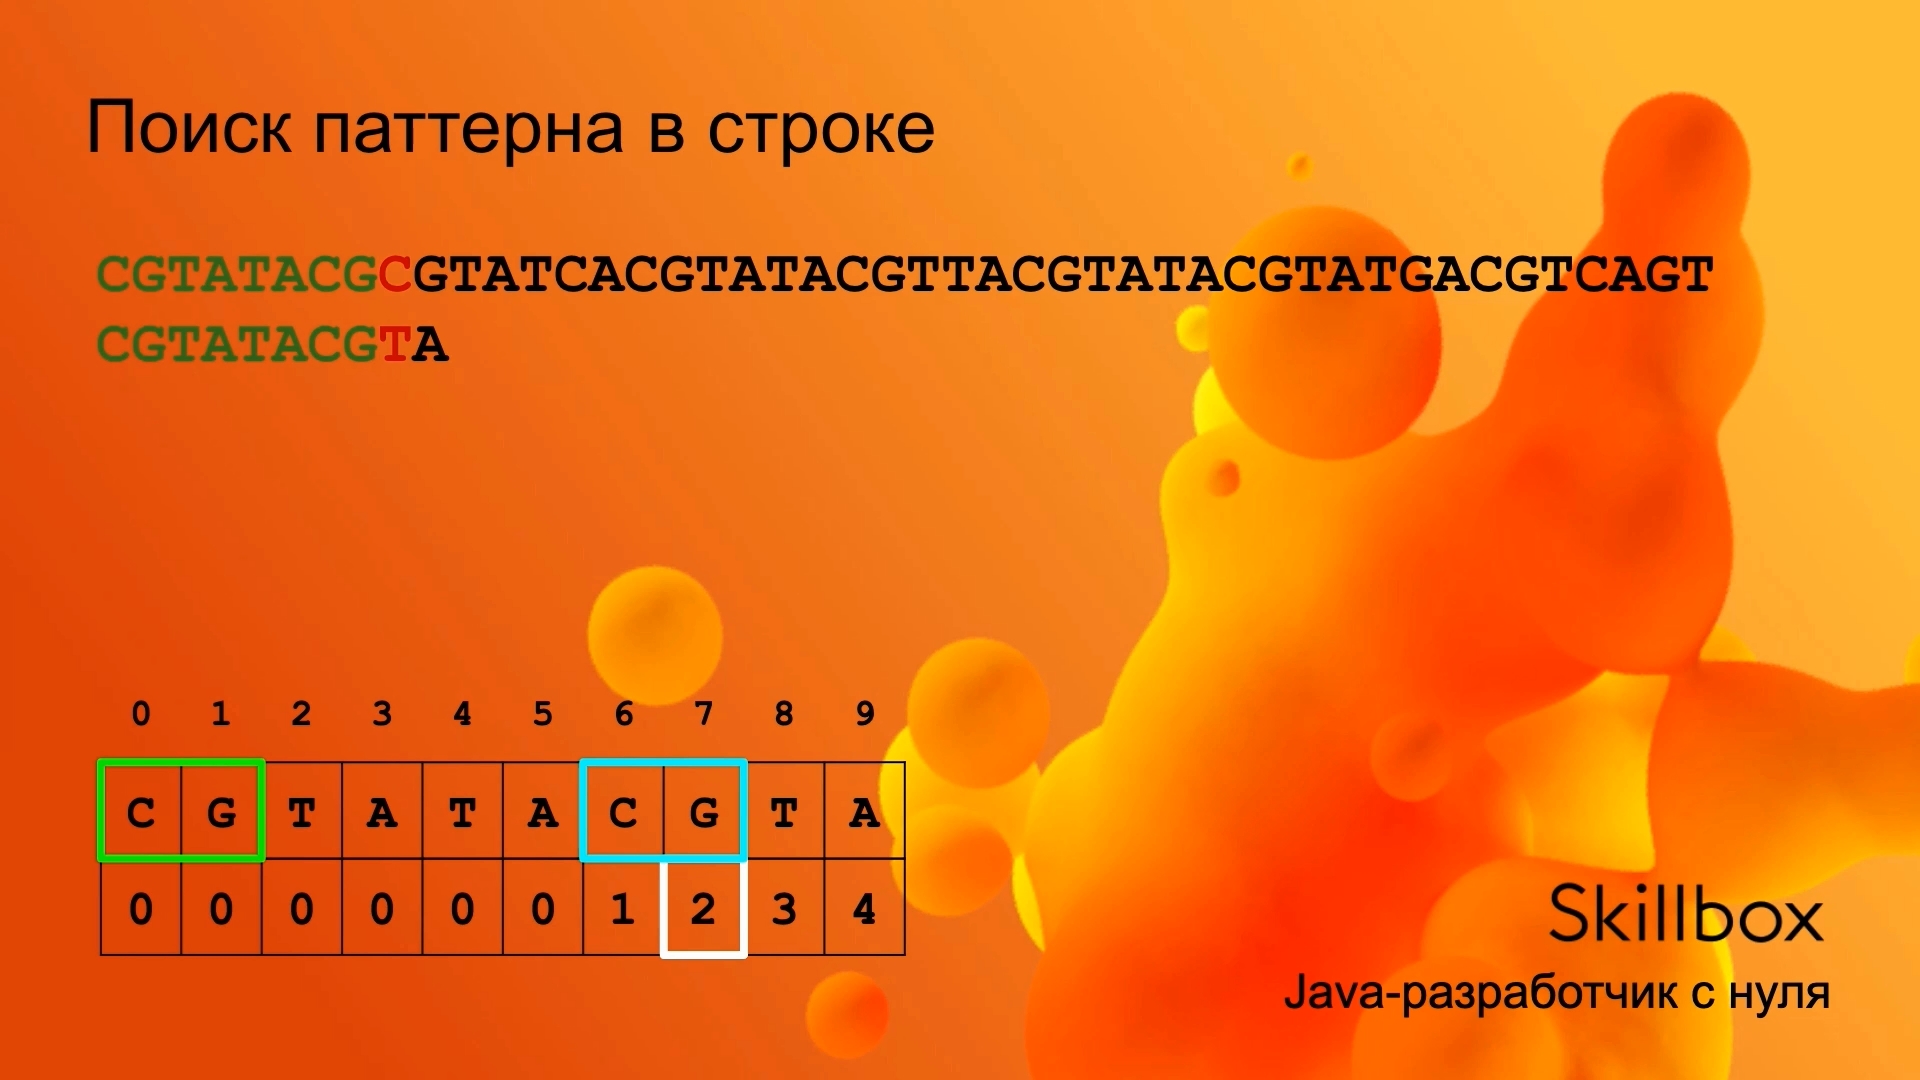 Поиск паттерна в строке
CGTATACGCGTATCACGTATACGTTACGTATACGTATGACGTCAGT
CGTATACGTA
0 1 2 3 4 5 6 7 8 9
C G T A T A C G T A
0 0 0 0 0 0 1 2 3 4
Skillbox
Java-разработчик с нуля